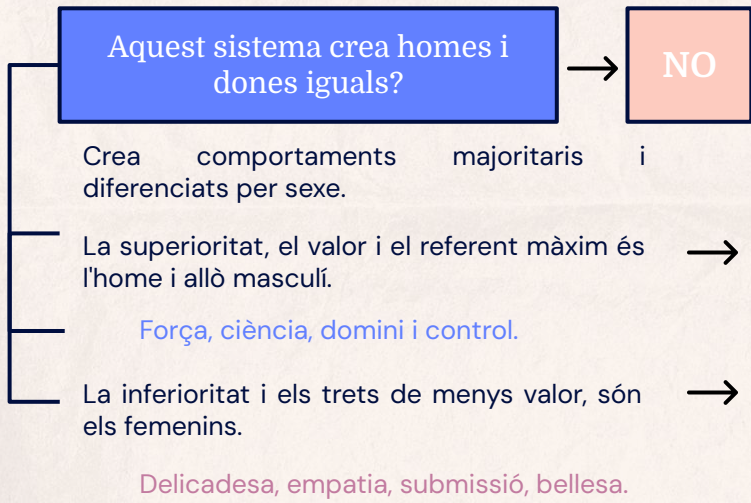 Aquest sistema crea homes i
dones iguals?
NO
Crea comportaments majoritaris i
diferenciats per sexe.
La superioritat, el valor i el referent màxim és
l'home i allò masculí.
Força, ciència, domini i control.
La inferioritat i els trets de menys valor, són
els femenins.
Delicadesa, empatia, submissió, bellesa.